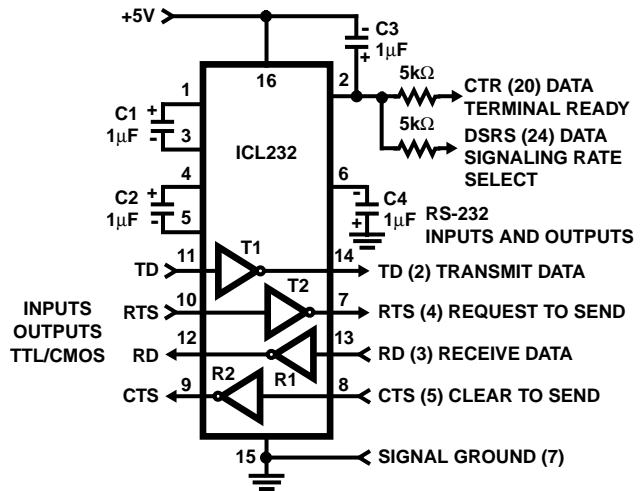 +5V
- C3
1µF
+
16
1
2
5kΩ
CTR (20) DATA
TERMINAL READY
C1 +
1µF -
3
5kΩ
DSRS (24) DATA
SIGNALING RATE
SELECT
ICL232
4
6
C2 +
1µF -
5
- C4
+ 1µF
RS-232
INPUTS AND OUTPUTS
T1
TD 11
14 TD (2) TRANSMIT DATA
T2
INPUTS
OUTPUTS
TTL/CMOS
RTS 10
7 RTS (4) REQUEST TO SEND
RD 12
13 RD (3) RECEIVE DATA
R2 R1
CTS 9
8 CTS (5) CLEAR TO SEND
15
SIGNAL GROUND (7)